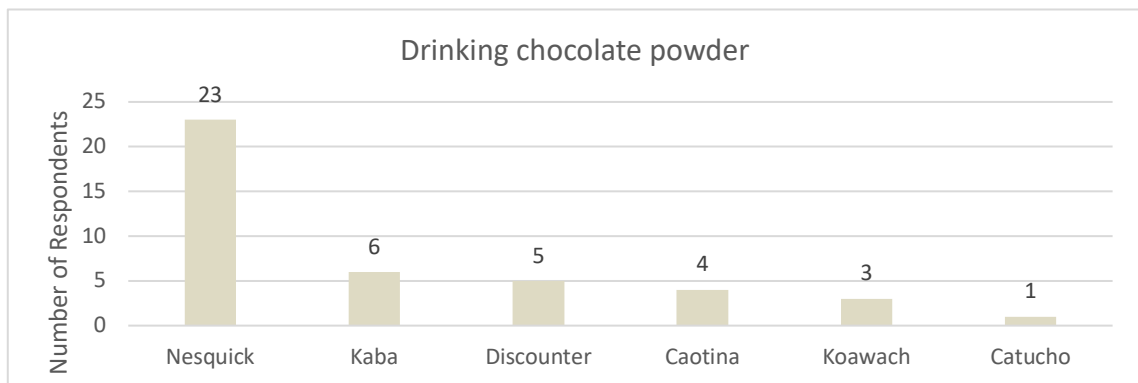 Drinking chocolate powder
Number of Respondents
25
20
15
10
5
0
23
6
5
4
3
1
Nesquick
Kaba
Discounter
Caotina
Koawach
Catucho